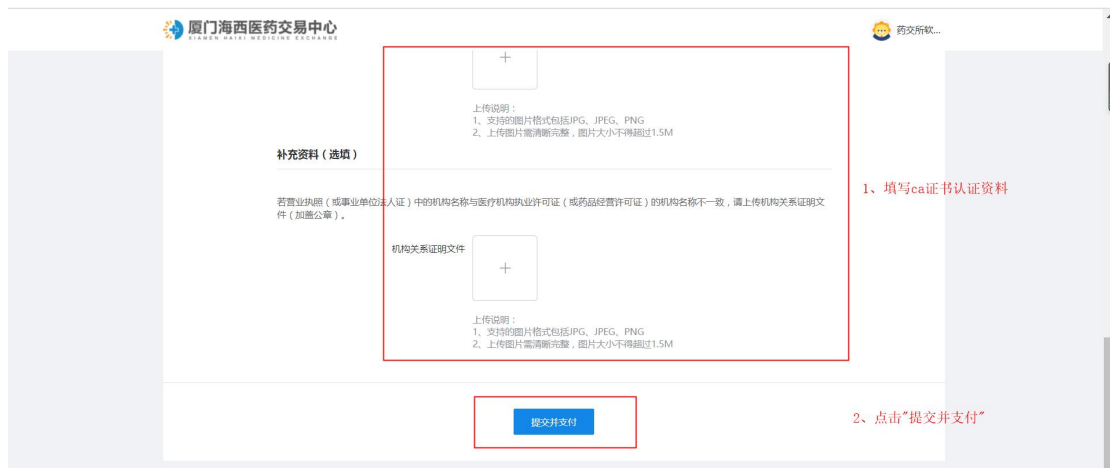 厦门海西医药交易中心
XIAMEN HAIXI MEDICINE EXCHANGE
药交所软...
上传说明：
1、支持的图片格式包括JPG、JPEG、PNG
2、上传图片需清晰完整，图片大小不得超过1.5M
补充资料（选填）
1、填写ca证书认证资料
若营业执照（或事业单位法人证）中的机构名称与医疗机构执业许可证（或药品经营许可证）的机构名称不一致，请上传机构关系证明文
件（加盖公章）。
机构关系证明文件
上传说明：
1、支持的图片格式包括JPG、JPEG、PNG
2、上传图片需清晰完整，图片大小不得超过1.5M
提交并支付
2、点击"提交并支付"